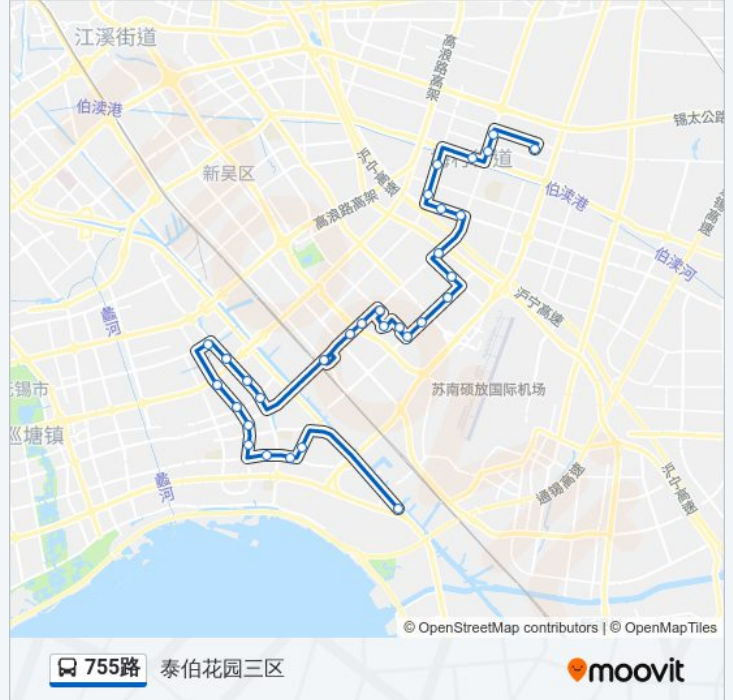 江溪街道
高浪路高架
伯渎港
锡太公路
沪宁高速
街道
新吴区
伯渎港
高浪路高架
伯渎河
沪宁高速
蠡河
无锡市
苏南硕放国际机场
巡塘镇
通锡高速
沪宁高速
蠡河
© OpenStreetMap contributors | © OpenMapTiles
755路 泰伯花园三区
moovit